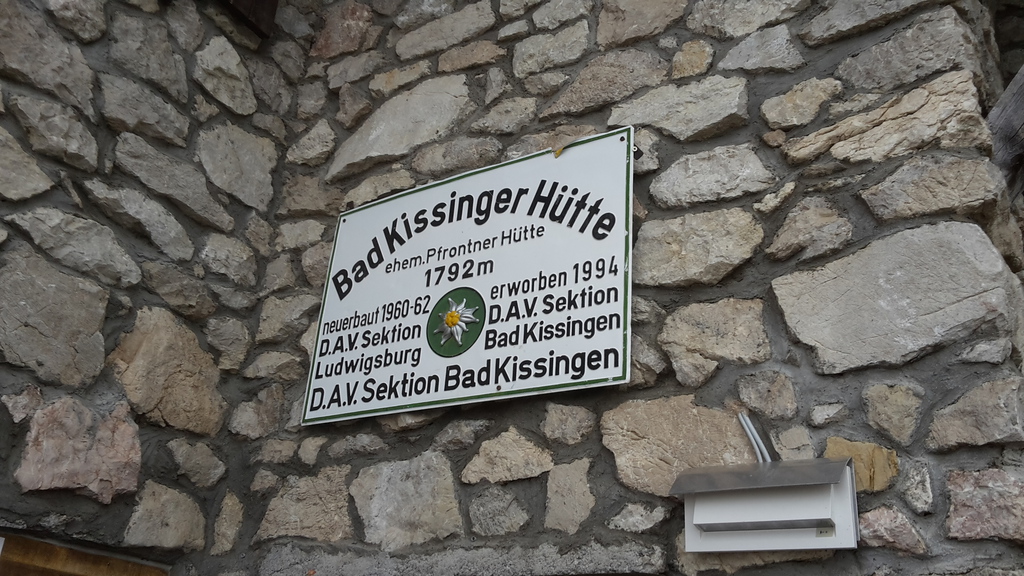 Bad Kissinger Hütte
ehem. Pfrontner Hütte
1792m
neuerbaut 1960-62
D.A.V. Sektion
Ludwigsburg
erworben 1994
D.A.V. Sektion
Bad Kissingen
D.A.V. Sektion Bad Kissingen